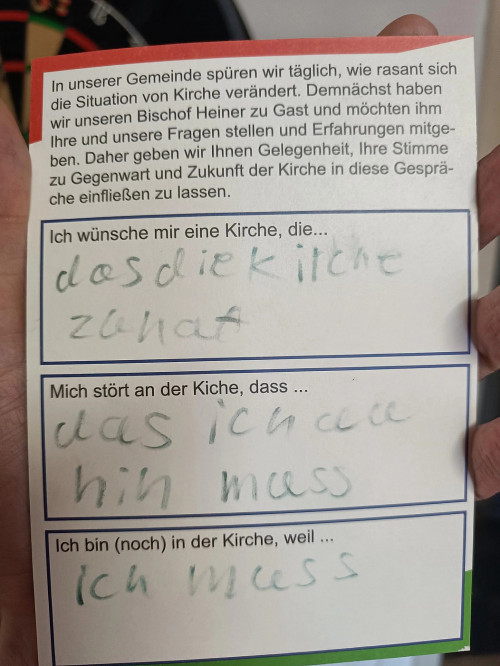 In unserer Gemeinde spüren wir täglich, wie rasant sich
die Situation von Kirche verändert. Demnächst haben
wir unseren Bischof Heiner zu Gast und möchten ihm
Ihre und unsere Fragen stellen und Erfahrungen mitge-
ben. Daher geben wir Ihnen Gelegenheit, Ihre Stimme
zu Gegenwart und Zukunft der Kirche in diese Gesprä-
che einfließen zu lassen.
Ich wünsche mir eine Kirche, die...
das die Kirche
zuhat
Mich stört an der Kiche, dass ...
das ich da
hin muss
Ich bin (noch) in der Kirche, weil ...
ich muss